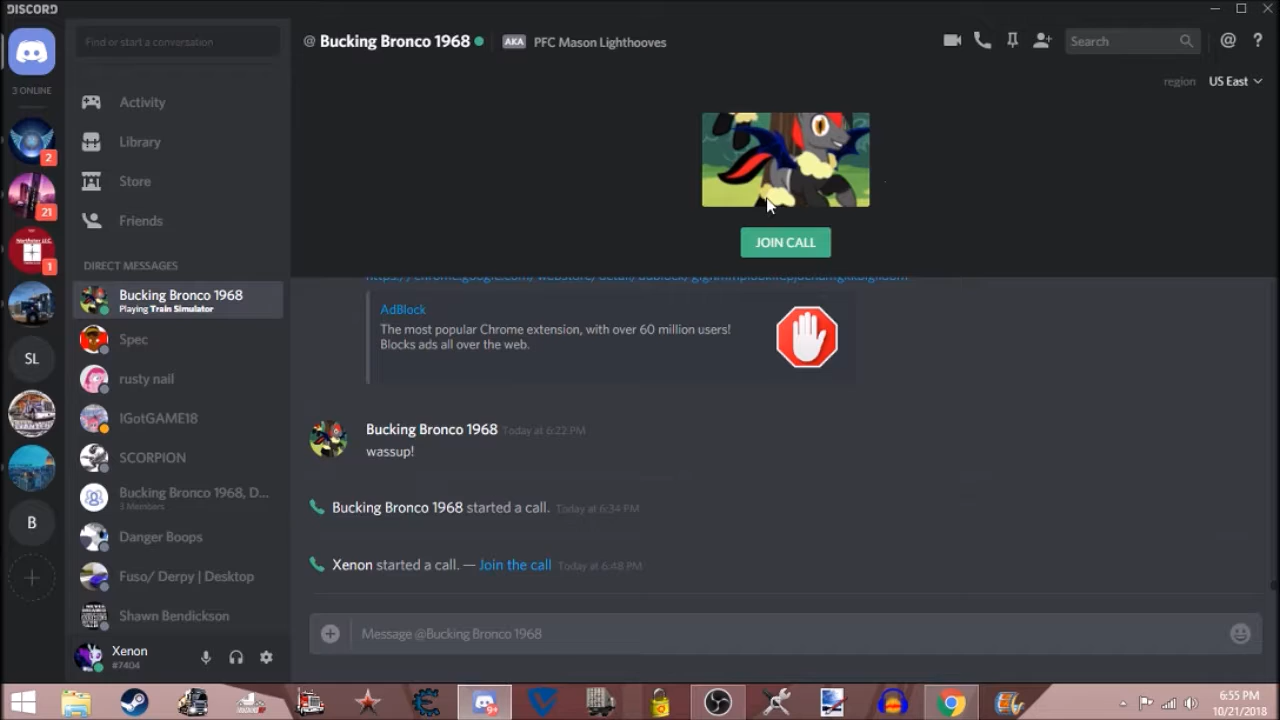 DISCORD
3 ONLINE
2
21
1
SL
B
Find or start a conversation
Activity
Library
Store
Friends
DIRECT MESSAGES
Bucking Bronco 1968
Playing Train Simulator
Spec
rusty nail
IGotGAME18
SCORPION
Bucking Bronco 1968, D...
3 Members
Danger Boops
Fuso/ Derpy | Desktop
Shawn Bendickson
Xenon
#7404
@ Bucking Bronco 1968 AKA PFC Mason Lighthooves
Search
region US East
JOIN CALL
AdBlock
The most popular Chrome extension, with over 60 million users!
Blocks ads all over the web.
Bucking Bronco 1968 Today at 6:22 PM
wassup!
Bucking Bronco 1968 started a call. Today at 6:34 PM
Xenon started a call. — Join the call Today at 6:48 PM
Message @Bucking Bronco 1968
6:55 PM
10/21/2018